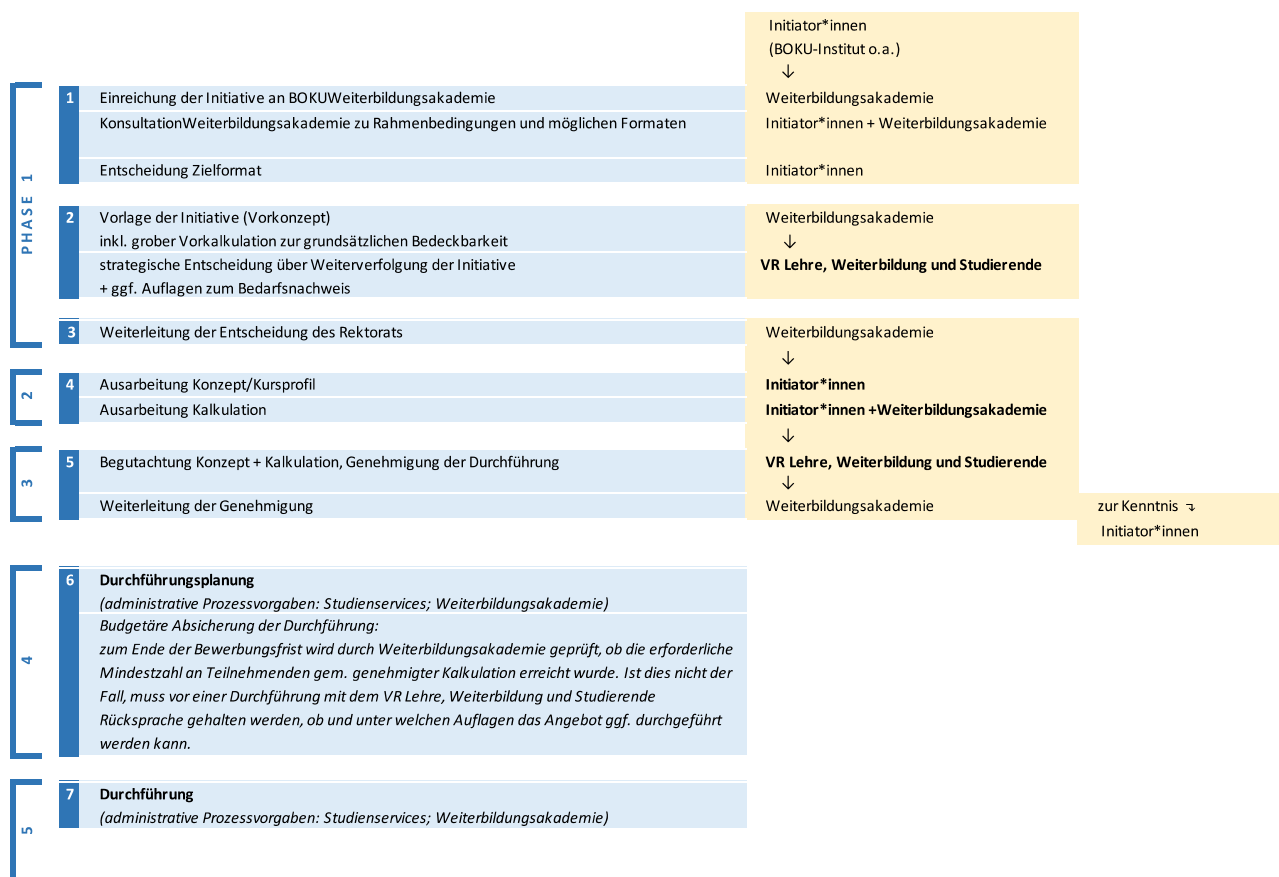 Initiator*innen
(BOKU-Institut o.a.)
↓
PHASE 1
1 Einreichung der Initiative an BOKUWeiterbildungsakademie Weiterbildungsakademie
KonsultationWeiterbildungsakademie zu Rahmenbedingungen und möglichen Formaten Initiator*innen + Weiterbildungsakademie
Entscheidung Zielformat Initiator*innen
2 Vorlage der Initiative (Vorkonzept) Weiterbildungsakademie
inkl. grober Vorkalkulation zur grundsätzlichen Bedeckbarkeit ↓
strategische Entscheidung über Weiterverfolgung der Initiative VR Lehre, Weiterbildung und Studierende
+ ggf. Auflagen zum Bedarfsnachweis
3 Weiterleitung der Entscheidung des Rektorats Weiterbildungsakademie
↓
2
4 Ausarbeitung Konzept/Kursprofil Initiator*innen
Ausarbeitung Kalkulation Initiator*innen +Weiterbildungsakademie
↓
3
5 Begutachtung Konzept + Kalkulation, Genehmigung der Durchführung VR Lehre, Weiterbildung und Studierende
↓
Weiterleitung der Genehmigung Weiterbildungsakademie zur Kenntnis ↴
Initiator*innen
4
6 Durchführungsplanung
(administrative Prozessvorgaben: Studienservices; Weiterbildungsakademie)
Budgetäre Absicherung der Durchführung:
zum Ende der Bewerbungsfrist wird durch Weiterbildungsakademie geprüft, ob die erforderliche
Mindestzahl an Teilnehmenden gem. genehmigter Kalkulation erreicht wurde. Ist dies nicht der
Fall, muss vor einer Durchführung mit dem VR Lehre, Weiterbildung und Studierende
Rücksprache gehalten werden, ob und unter welchen Auflagen das Angebot ggf. durchgeführt
werden kann.
5
7 Durchführung
(administrative Prozessvorgaben: Studienservices; Weiterbildungsakademie)